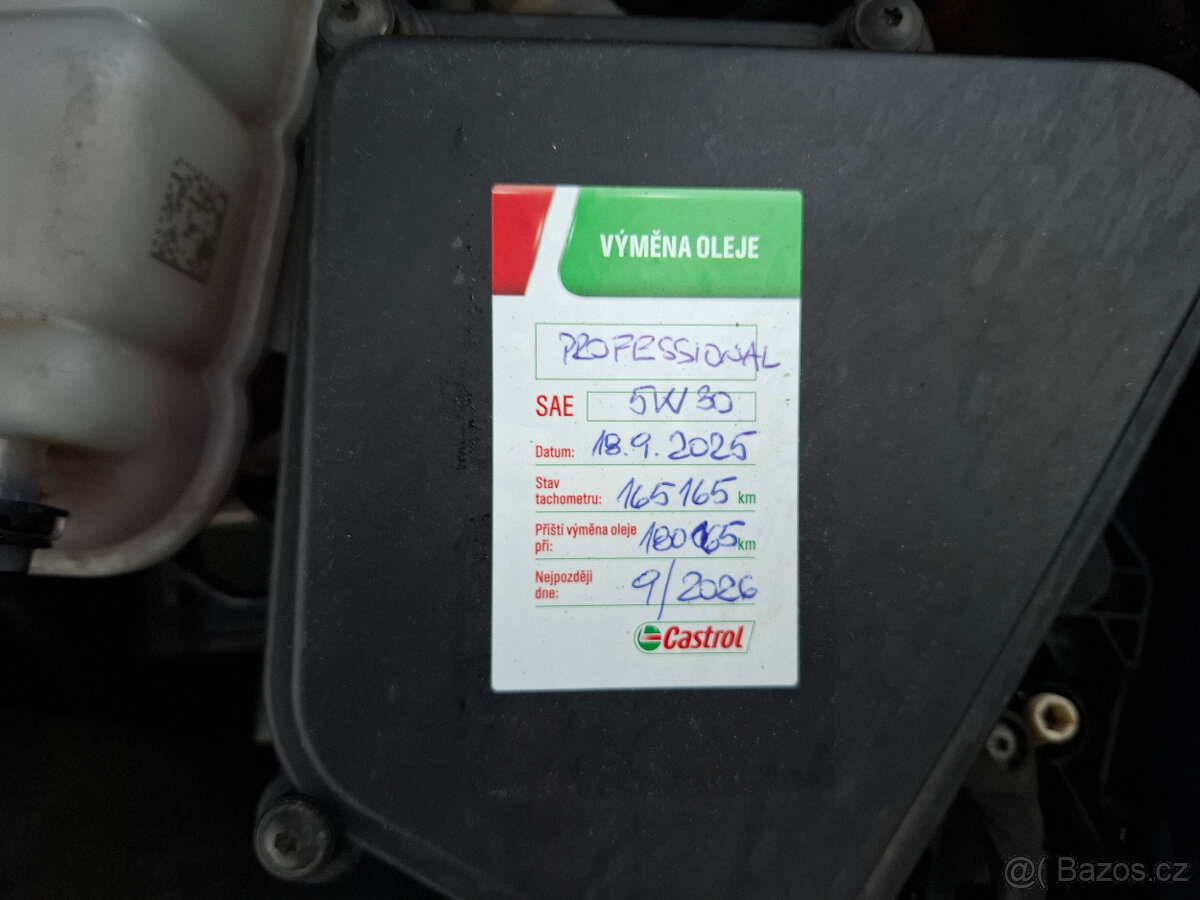 VÝMĚNA OLEJE
PROFESSIONAL
SAE 5W30
Datum: 18.9.2025
Stav
tachometru: 165165 km
Příští výměna oleje
při: 180165 km
Nejpozději
dne: 9/2026
Castrol
@( Bazos.cz